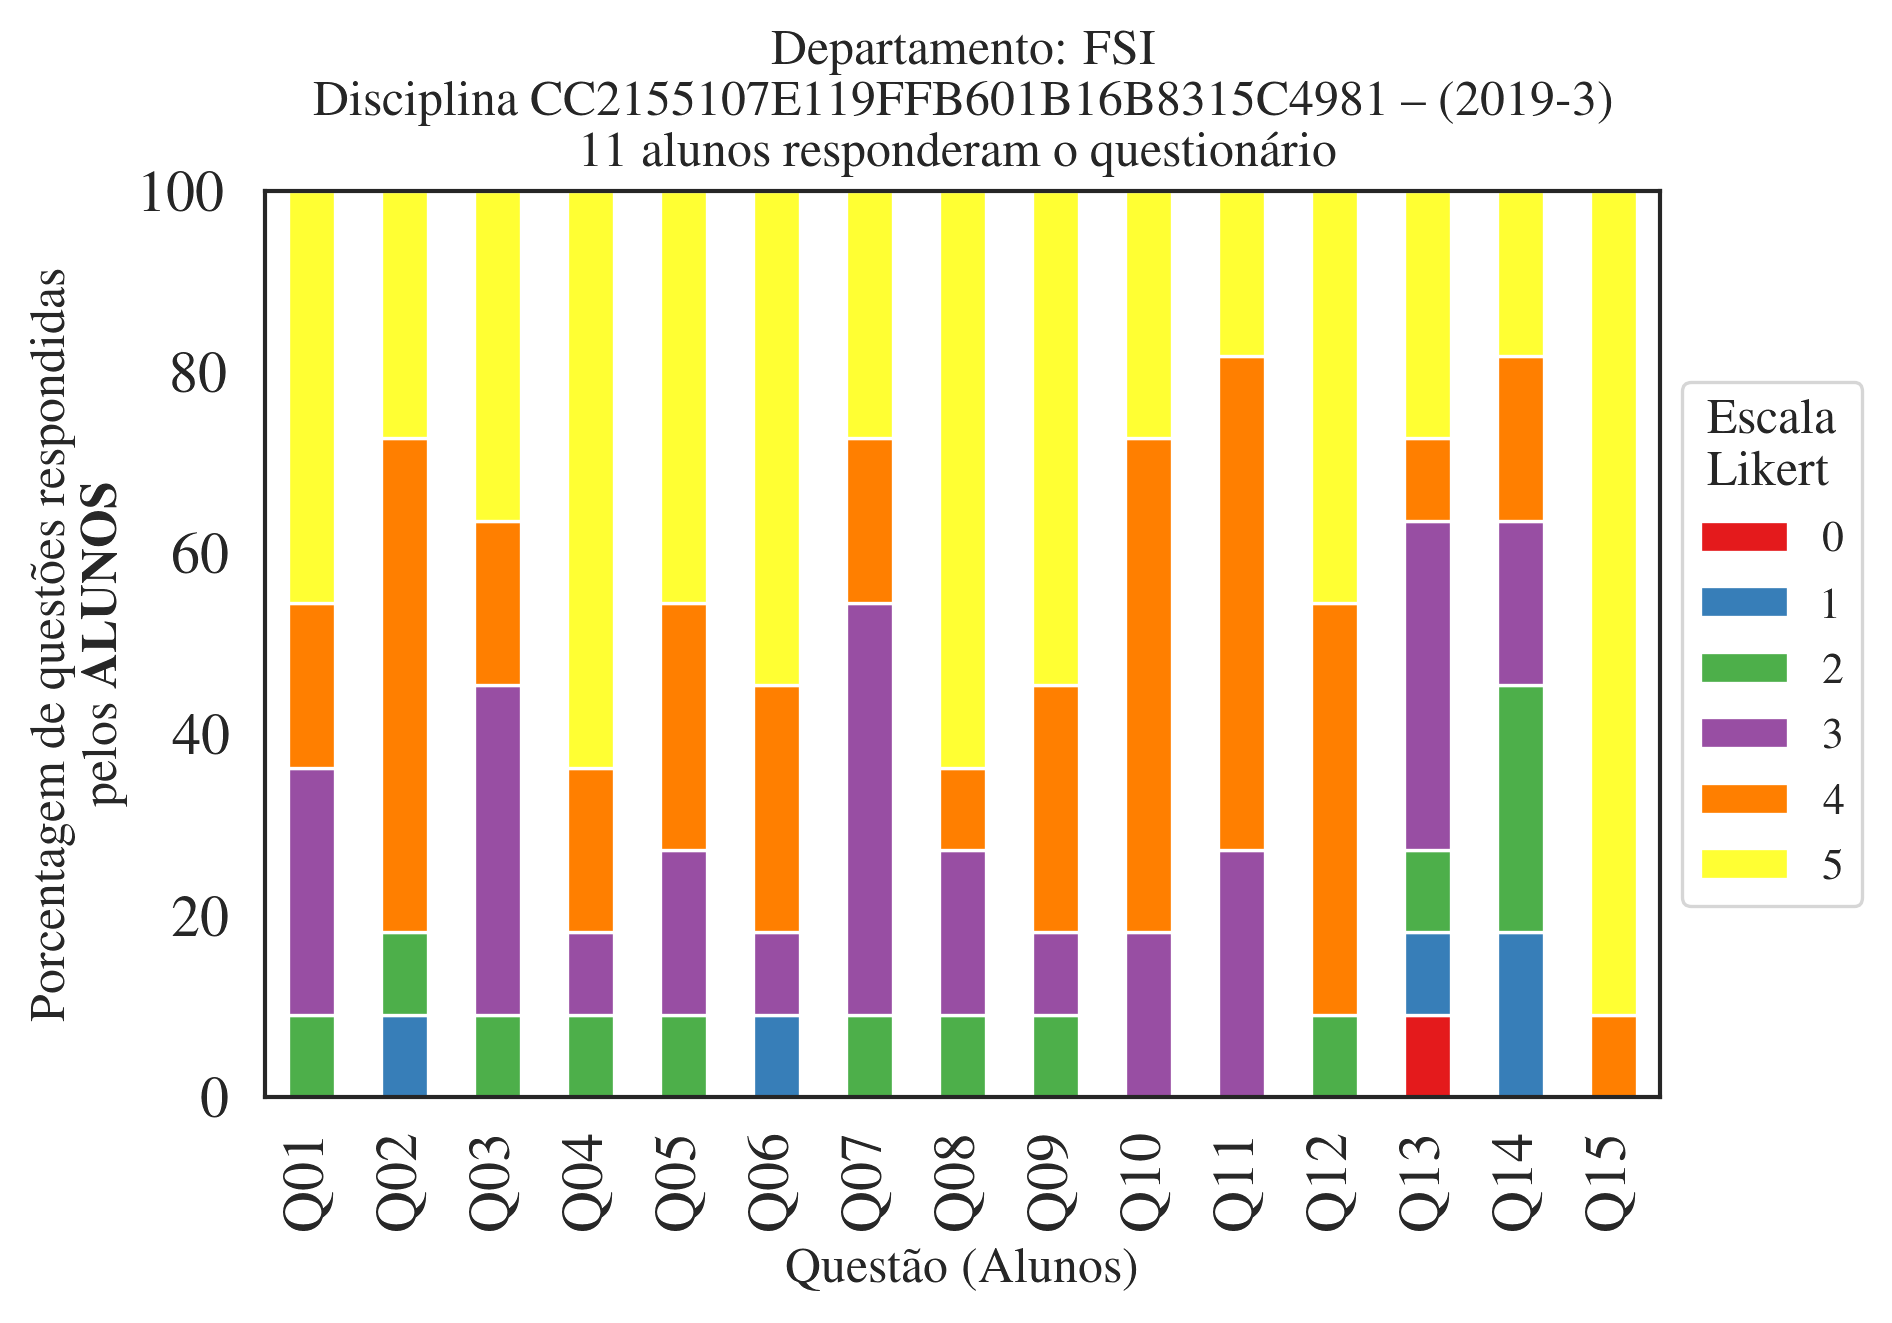 Departamento: FSI
Disciplina CC2155107E119FFB601B16B8315C4981 – (2019-3)
11 alunos responderam o questionário
Porcentagem de questões respondidas
pelos ALUNOS
100
80
60
40
20
0
Q01
Q02
Q03
Q04
Q05
Q06
Q07
Q08
Q09
Q10
Q11
Q12
Q13
Q14
Q15
Questão (Alunos)
Escala
Likert
0
1
2
3
4
5